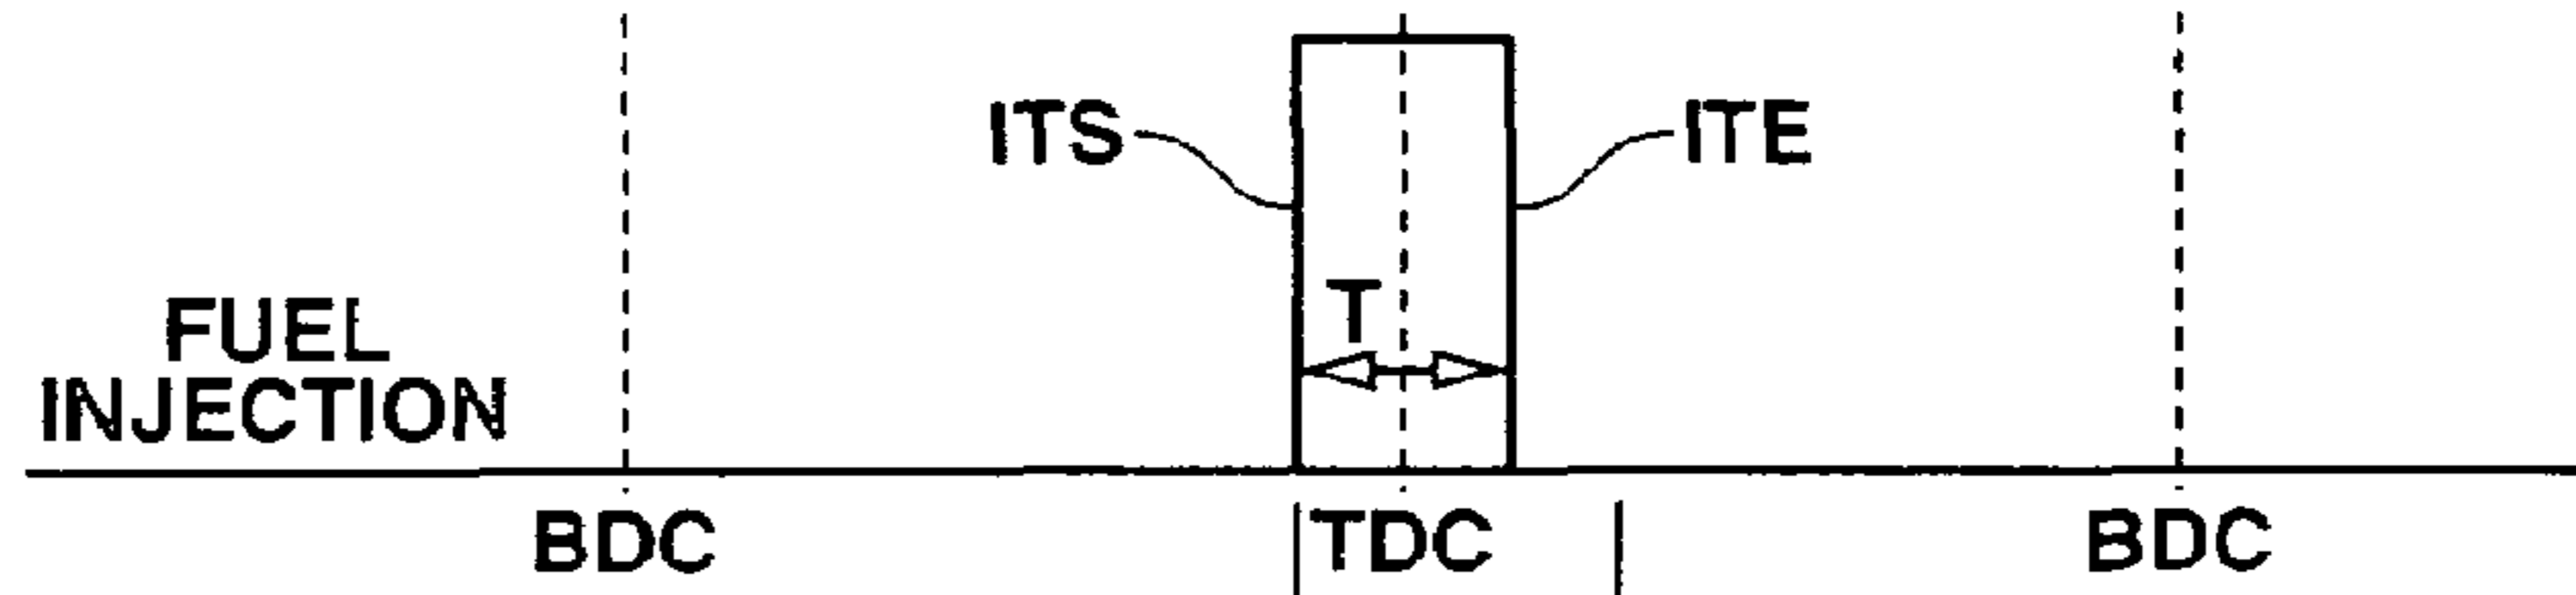 ITS
ITE
T
FUEL
INJECTION
BDC
TDC
BDC